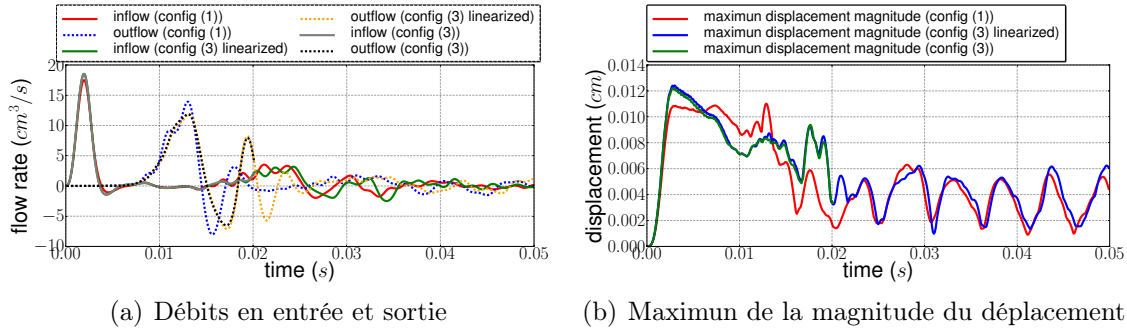 inflow (config (1))
outflow (config (1))
inflow (config (3) linearized)
outflow (config (3) linearized)
inflow (config (3))
outflow (config (3))
20
15
10
5
0
−5
−10
0.00
0.01
0.02
0.03
0.04
0.05
flow rate (cm³/s)
time (s)
(a) Débits en entrée et sortie
maximun displacement magnitude (config (1))
maximun displacement magnitude (config (3) linearized)
maximun displacement magnitude (config (3))
0.014
0.012
0.010
0.008
0.006
0.004
0.002
0.000
0.00
0.01
0.02
0.03
0.04
0.05
displacement (cm)
time (s)
(b) Maximun de la magnitude du déplacement